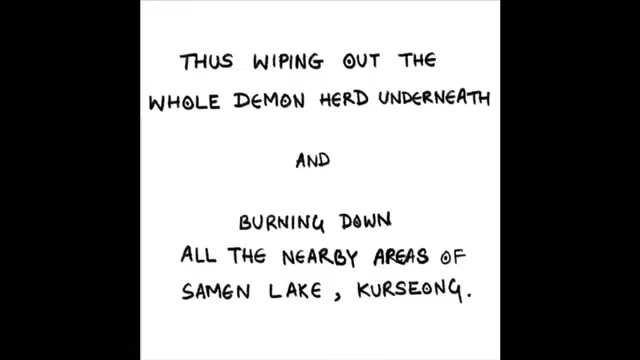 THUS WIPING OUT THE
WHOLE DEMON HERD UNDERNEATH
AND
BURNING DOWN
ALL THE NEARBY AREAS OF
SAMEN LAKE, KURSEONG.